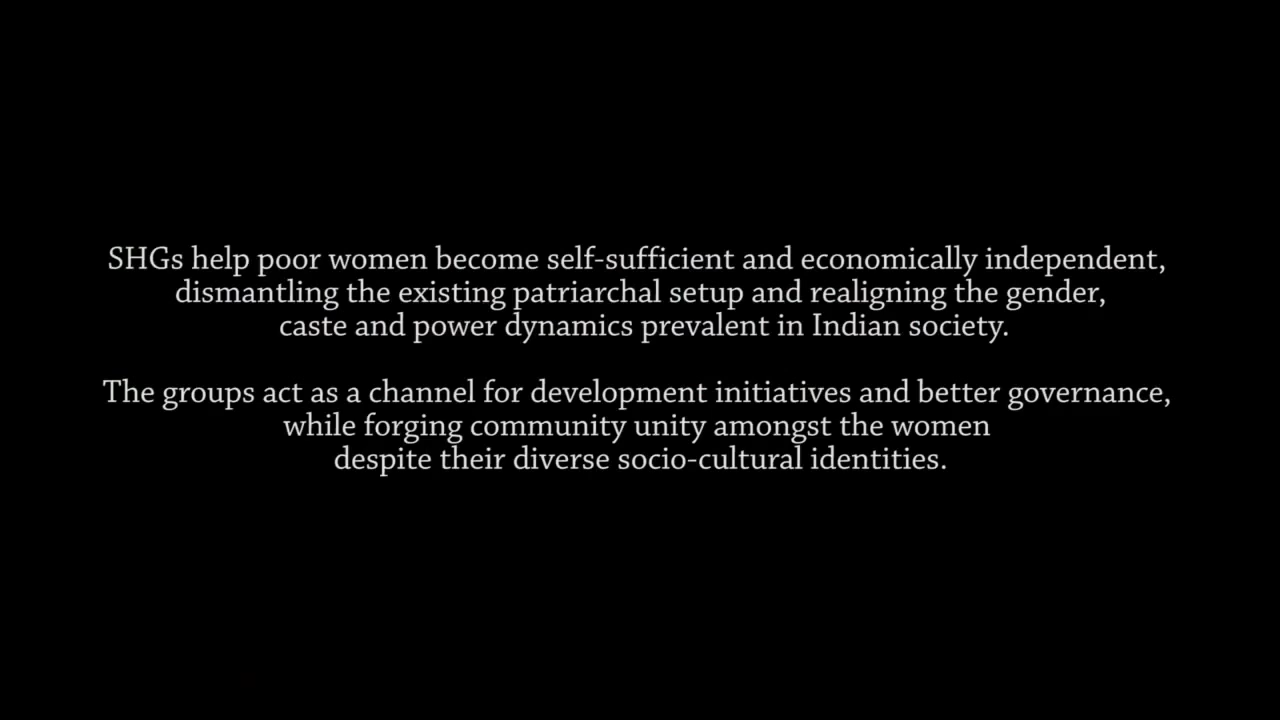 SHGs help poor women become self-sufficient and economically independent,
dismantling the existing patriarchal setup and realigning the gender,
caste and power dynamics prevalent in Indian society.
The groups act as a channel for development initiatives and better governance,
while forging community unity amongst the women
despite their diverse socio-cultural identities.